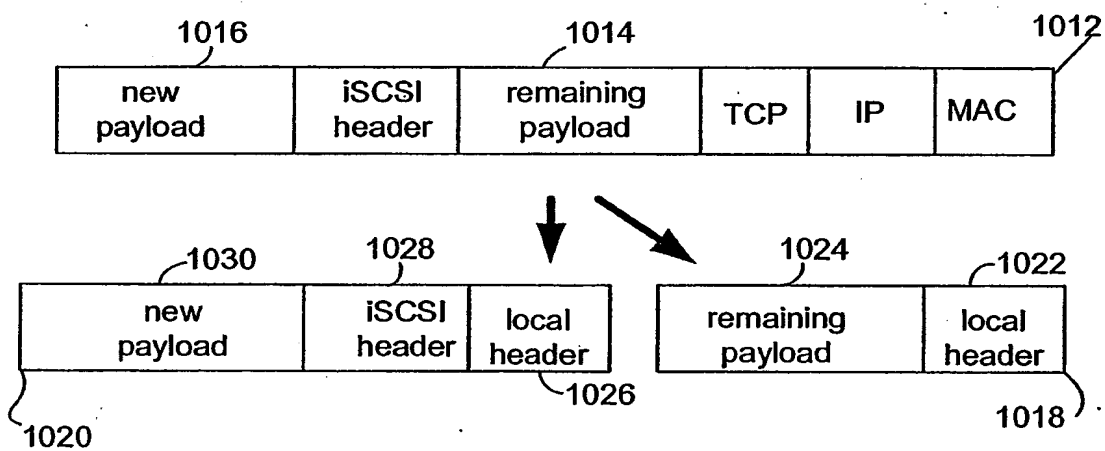 1016
1014
1012
new
payload
iSCSI
header
remaining
payload
TCP
IP
MAC
1030
1028
1024
1022
new
payload
iSCSI
header
local
header
remaining
payload
local
header
1026
1018
1020